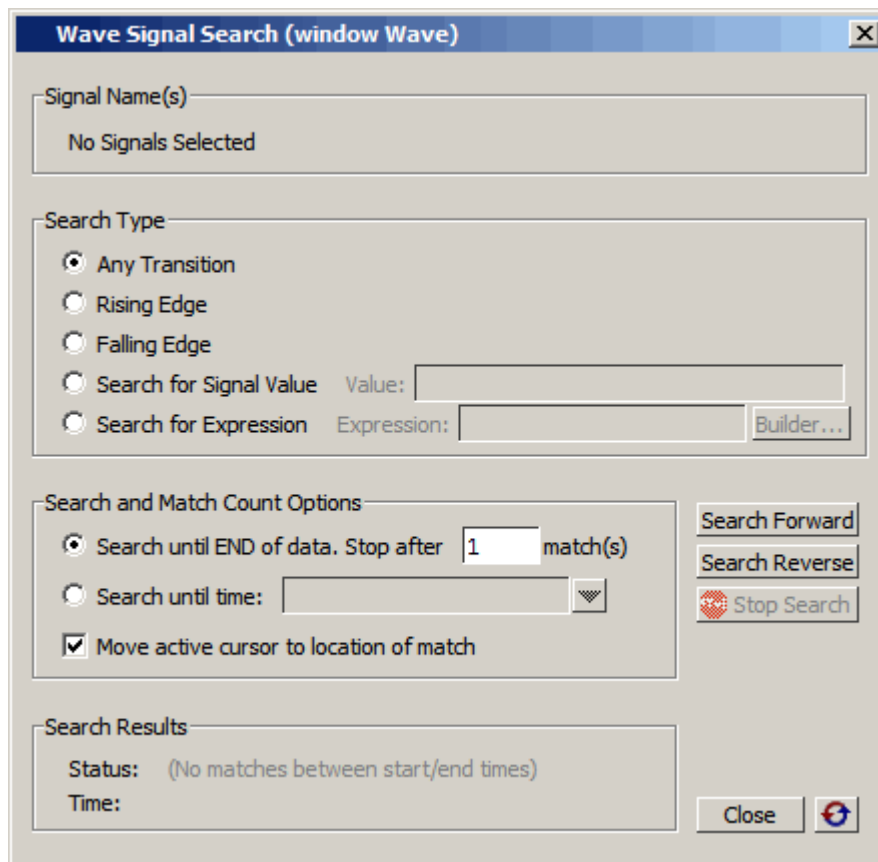 Wave Signal Search (window Wave)
Signal Name(s)
No Signals Selected
Search Type
Any Transition
Rising Edge
Falling Edge
Search for Signal Value Value:
Search for Expression Expression: Builder...
Search and Match Count Options
Search until END of data. Stop after 1 match(s)
Search until time:
Move active cursor to location of match
Search Forward
Search Reverse
Stop Search
Search Results
Status: (No matches between start/end times)
Time:
Close